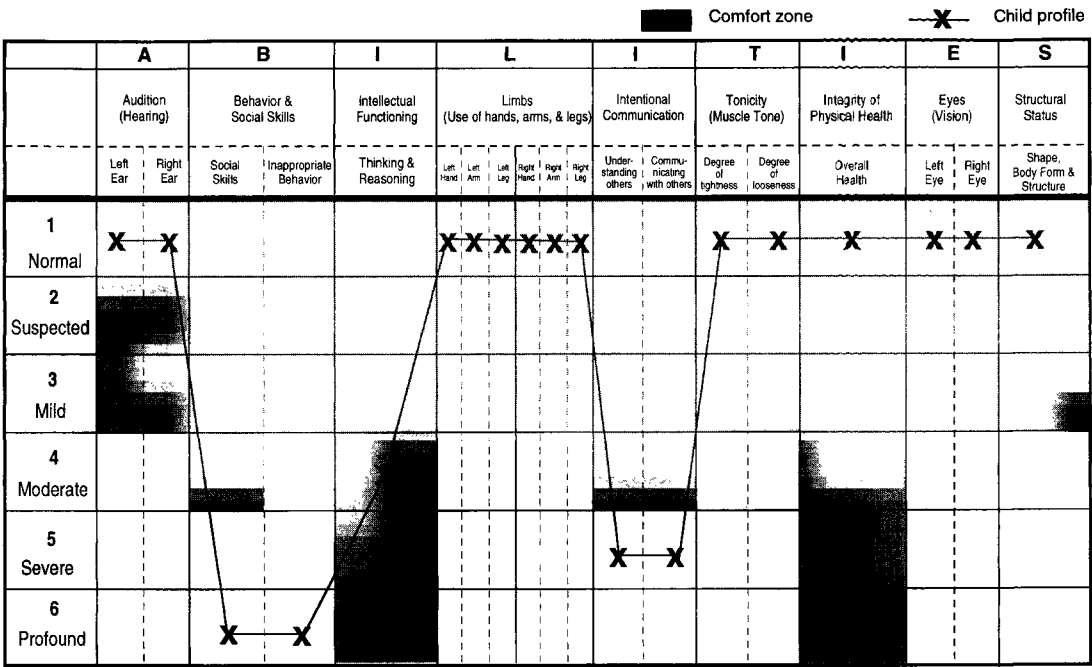 Comfort zone
X Child profile
A B I L I T I E S
Audition
(Hearing)
Behavior &
Social Skills
Intellectual
Functioning
Limbs
(Use of hands, arms, & legs)
Intentional
Communication
Tonicity
(Muscle Tone)
Intagrity of
Physical Health
Eyes
(Vision)
Structural
Status
Left
Ear
Right
Ear
Social
Skills
Inappropriate
Behavior
Thinking &
Reasoning
Left
Hand
Left
Arm
Left
Leg
Right
Hand
Right
Arm
Right
Leg
Under-
standing
others
Commu-
nicating
with others
Degree
of
tightness
Degree
of
looseness
Overall
Health
Left
Eye
Right
Eye
Shape,
Body Form &
Structure
1
Normal
X X X X X X X X X X X X X X
2
Suspected
3
Mild
4
Moderate
5
Severe
X X
6
Profound
X X